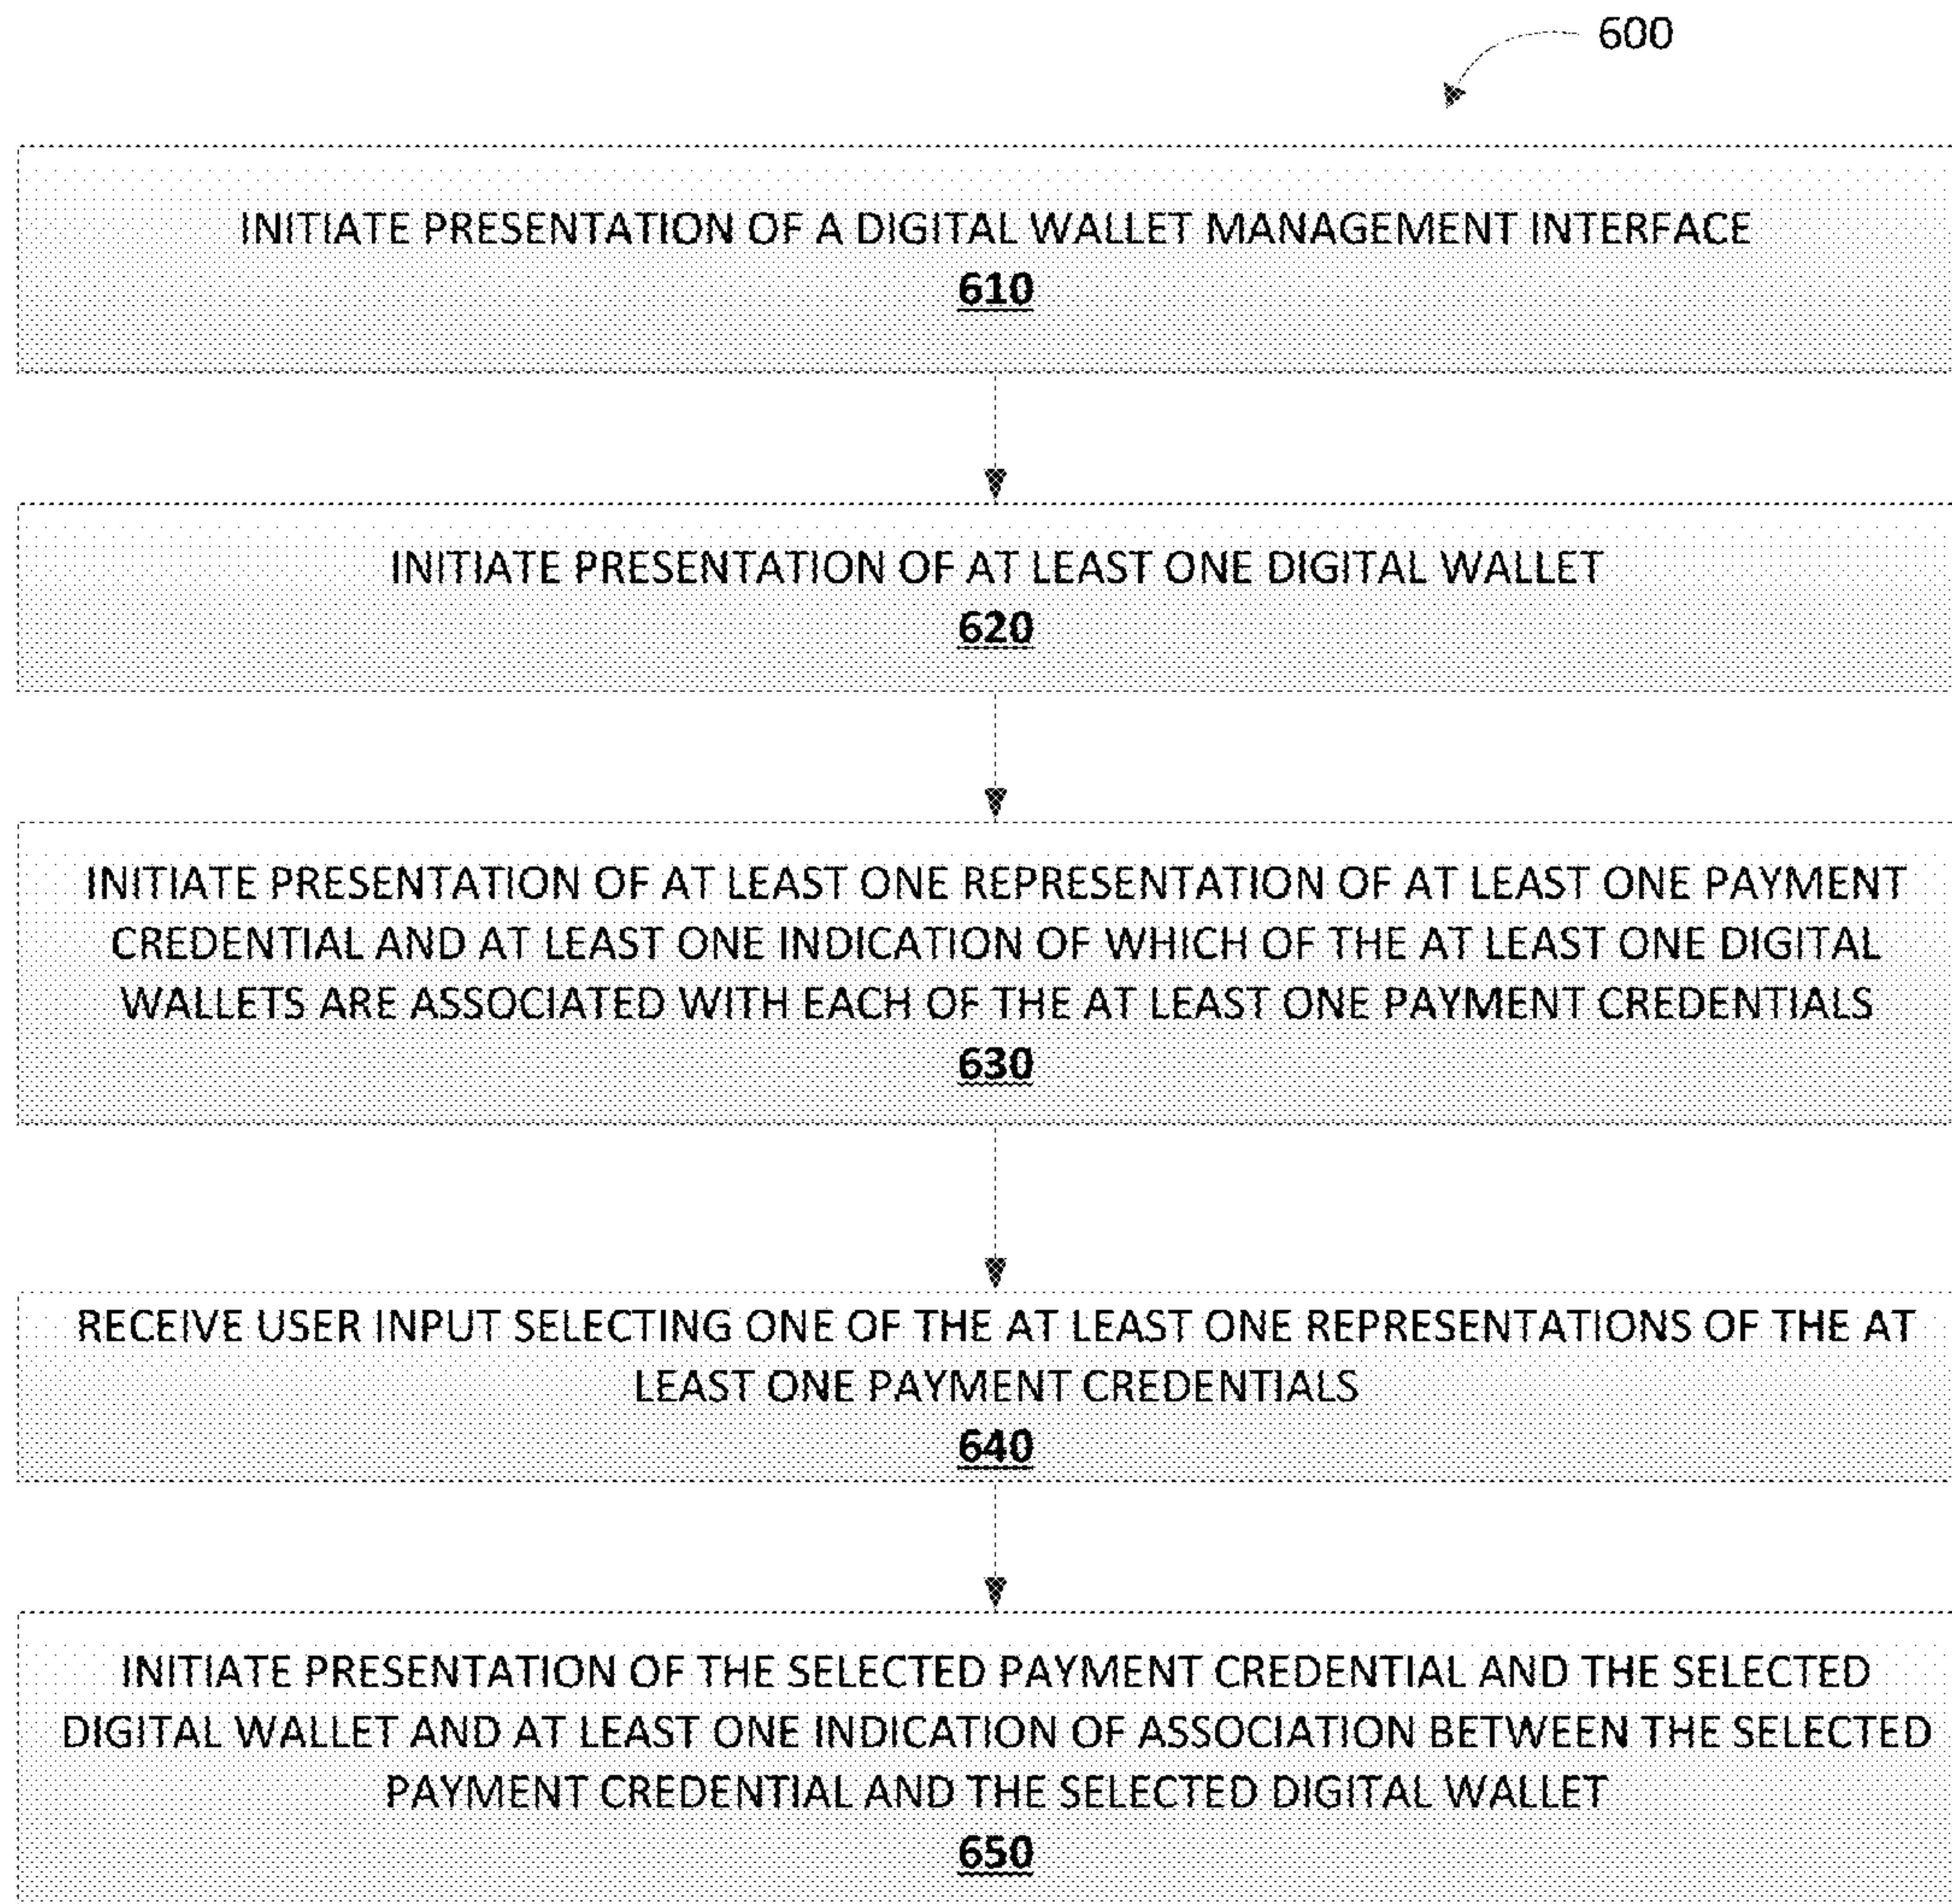 600
INITIATE PRESENTATION OF A DIGITAL WALLET MANAGEMENT INTERFACE
610
INITIATE PRESENTATION OF AT LEAST ONE DIGITAL WALLET
620
INITIATE PRESENTATION OF AT LEAST ONE REPRESENTATION OF AT LEAST ONE PAYMENT
CREDENTIAL AND AT LEAST ONE INDICATION OF WHICH OF THE AT LEAST ONE DIGITAL
WALLETS ARE ASSOCIATED WITH EACH OF THE AT LEAST ONE PAYMENT CREDENTIALS
630
RECEIVE USER INPUT SELECTING ONE OF THE AT LEAST ONE REPRESENTATIONS OF THE AT
LEAST ONE PAYMENT CREDENTIALS
640
INITIATE PRESENTATION OF THE SELECTED PAYMENT CREDENTIAL AND THE SELECTED
DIGITAL WALLET AND AT LEAST ONE INDICATION OF ASSOCIATION BETWEEN THE SELECTED
PAYMENT CREDENTIAL AND THE SELECTED DIGITAL WALLET
650